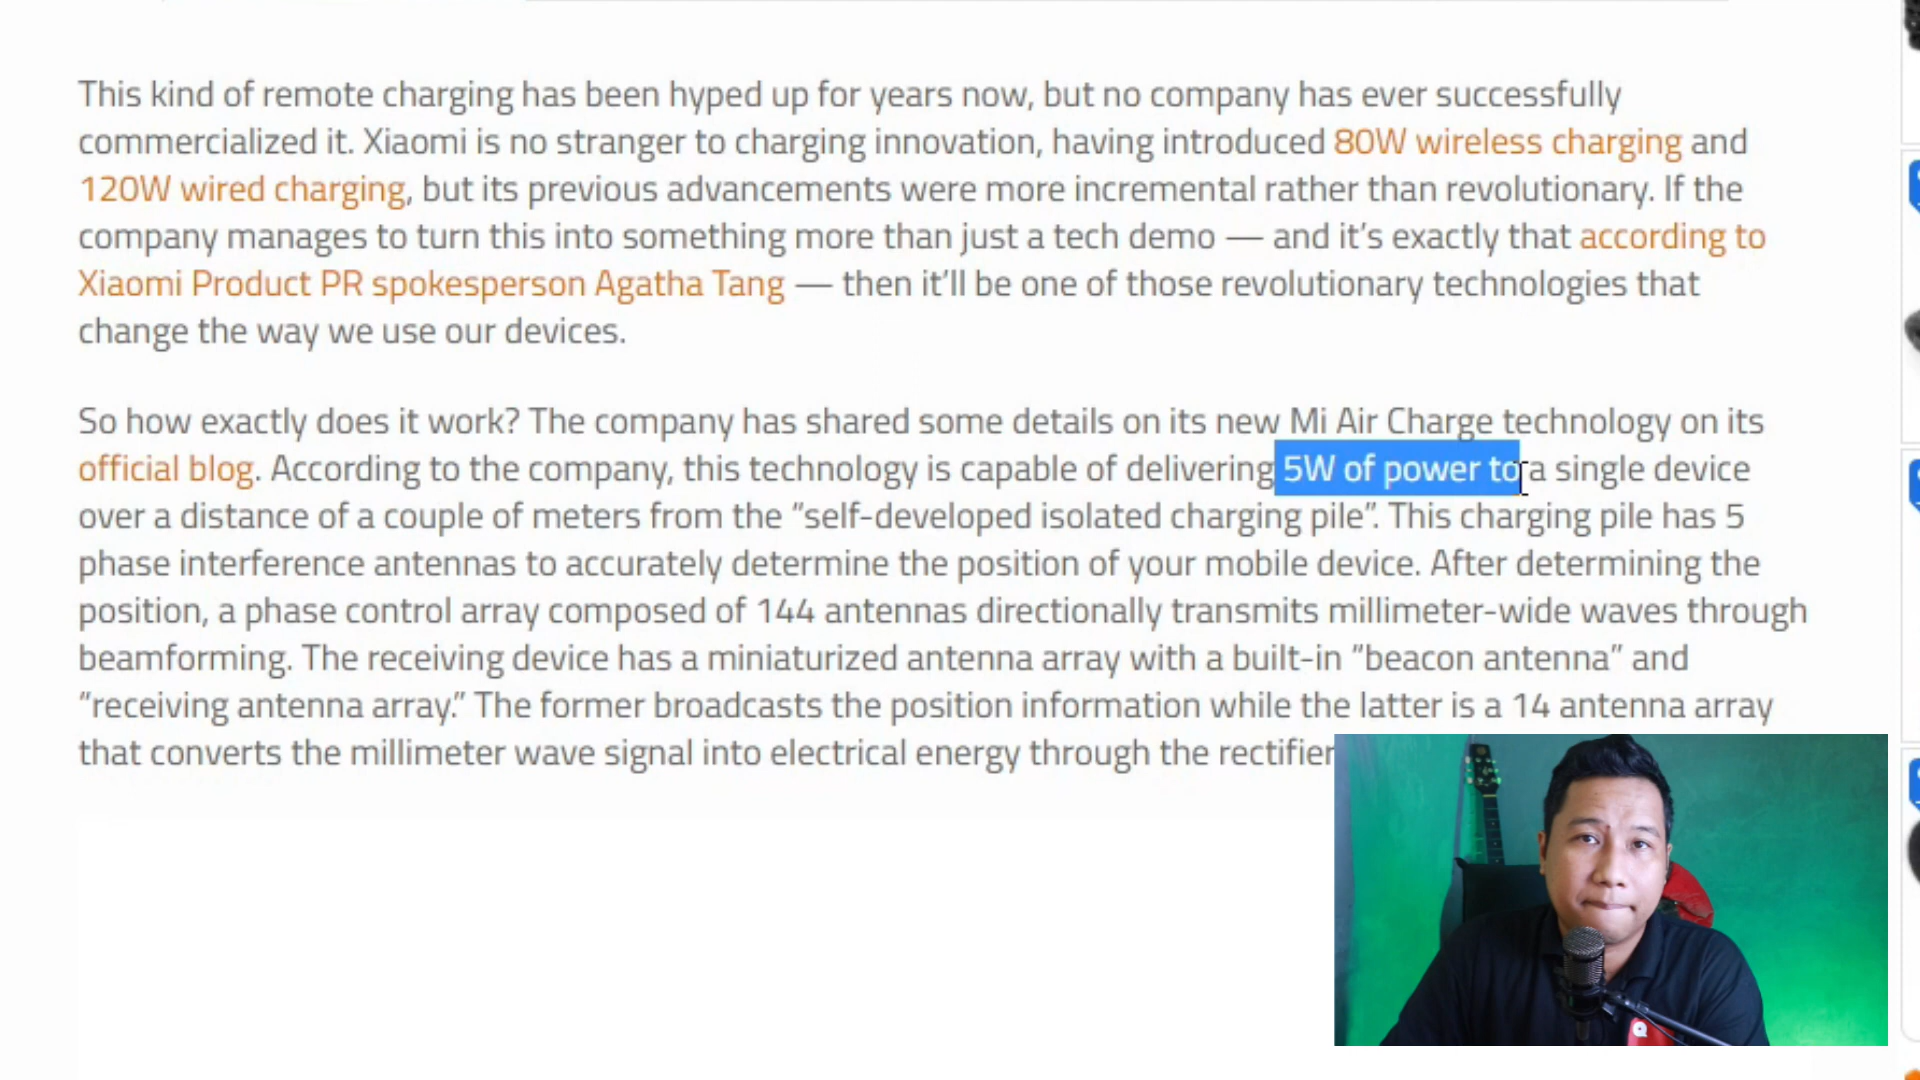 This kind of remote charging has been hyped up for years now, but no company has ever successfully
commercialized it. Xiaomi is no stranger to charging innovation, having introduced 80W wireless charging and
120W wired charging, but its previous advancements were more incremental rather than revolutionary. If the
company manages to turn this into something more than just a tech demo — and it’s exactly that according to
Xiaomi Product PR spokesperson Agatha Tang — then it’ll be one of those revolutionary technologies that
change the way we use our devices.
So how exactly does it work? The company has shared some details on its new Mi Air Charge technology on its
official blog. According to the company, this technology is capable of delivering 5W of power to a single device
over a distance of a couple of meters from the “self-developed isolated charging pile”. This charging pile has 5
phase interference antennas to accurately determine the position of your mobile device. After determining the
position, a phase control array composed of 144 antennas directionally transmits millimeter-wide waves through
beamforming. The receiving device has a miniaturized antenna array with a built-in “beacon antenna” and
“receiving antenna array.” The former broadcasts the position information while the latter is a 14 antenna array
that converts the millimeter wave signal into electrical energy through the rectifier